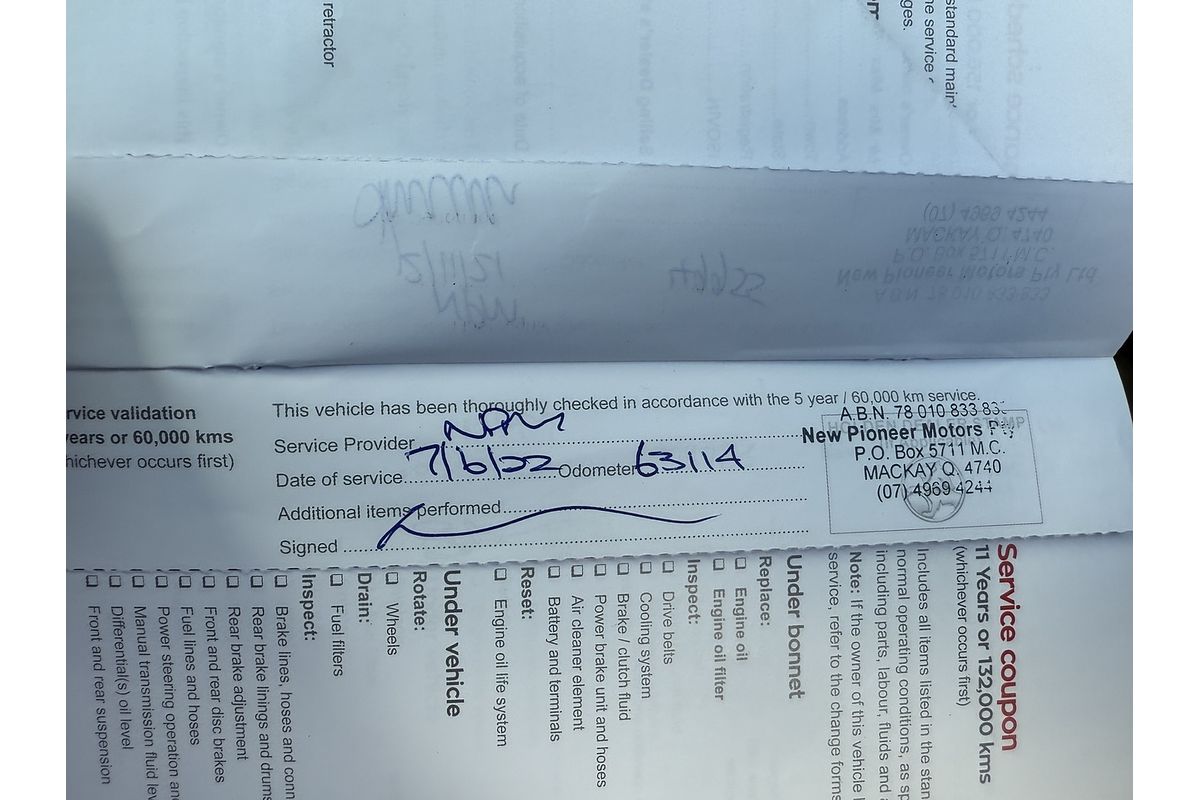 retractor
standard main
he service
ges.
rvice validation
years or 60,000 kms
hichever occurs first)
This vehicle has been thoroughly checked in accordance with the 5 year / 60,000 km service.
Service Provider NPM
Date of service 7/6/22 Odometer 63114
Additional items performed
Signed
A.B.N. 78 010 833 83
New Pioneer Motors Pty
P.O. Box 5711 M.C.
MACKAY Q. 4740
(07) 4969 4244
Service coupon
11 Years or 132,000 kms
(whichever occurs first)
Includes all items listed in the stan
normal operating conditions, as sp
including parts, labour, fluids and
Note: If the owner of this vehicle
service, refer to the change forms
Under bonnet
Replace:
Engine oil
Engine oil filter
Inspect:
Drive belts
Cooling system
Brake / clutch fluid
Power brake unit and hoses
Air cleaner element
Battery and terminals
Reset:
Engine oil life system
Under vehicle
Rotate:
Wheels
Drain:
Fuel filters
Inspect:
Brake lines, hoses and conn
Rear brake linings and drums
Rear brake adjustment
Front and rear disc brakes
Fuel lines and hoses
Power steering operation an
Manual transmission fluid lev
Differential(s) oil level
Front and rear suspension
New Pioneer Motors Pty Ltd
P.O. Box 5711 M.C.
MACKAY Q. 4740
(07) 4969 4244